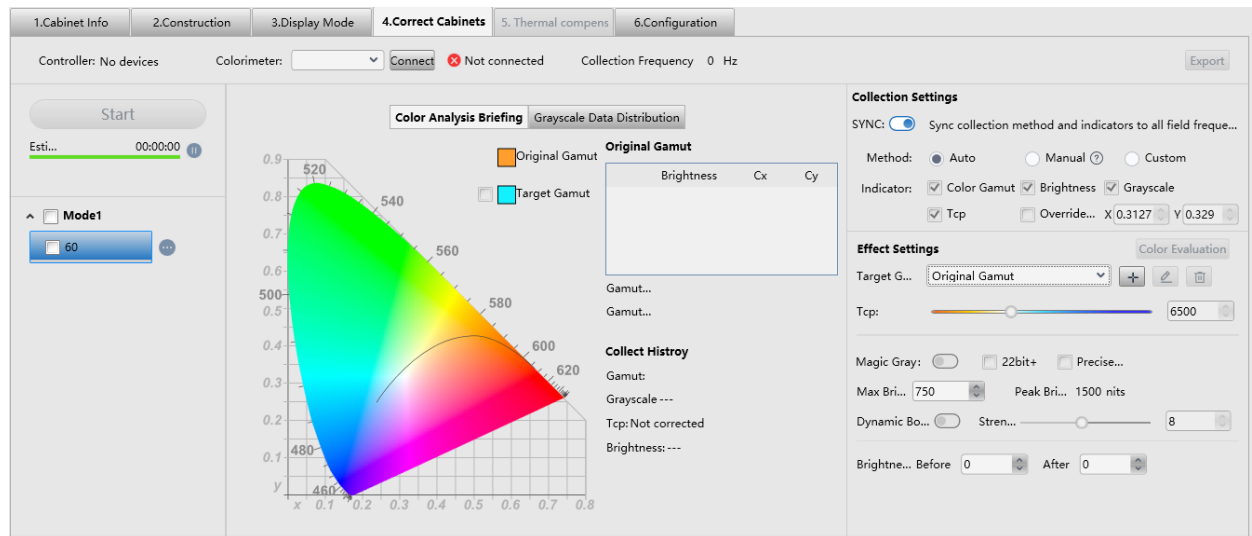 1.Cabinet Info 2.Construction 3.Display Mode 4.Correct Cabinets 5. Thermal compens 6.Configuration
Controller: No devices Colorimeter: Connect Not connected Collection Frequency 0 Hz Export
Start
Esti... 00:00:00
Mode1
60
Color Analysis Briefing Grayscale Data Distribution
Original Gamut
Target Gamut
0.9
0.8
0.7
0.6
0.5
0.4
0.3
0.2
0.1
y
x 0.1 0.2 0.3 0.4 0.5 0.6 0.7 0.8
520
540
560
580
600
620
500
480
460
Original Gamut
Brightness Cx Cy
Gamut...
Gamut...
Collect Histroy
Gamut:
Grayscale ---
Tcp: Not corrected
Brightness: ---
Collection Settings
SYNC: Sync collection method and indicators to all field freque...
Method: Auto Manual ? Custom
Indicator: Color Gamut Brightness Grayscale
Tcp Override... X 0.3127 Y 0.329
Effect Settings Color Evaluation
Target G... Original Gamut
Tcp: 6500
Magic Gray: 22bit+ Precise...
Max Bri... 750 Peak Bri... 1500 nits
Dynamic Bo... Stren... 8
Brightne... Before 0 After 0